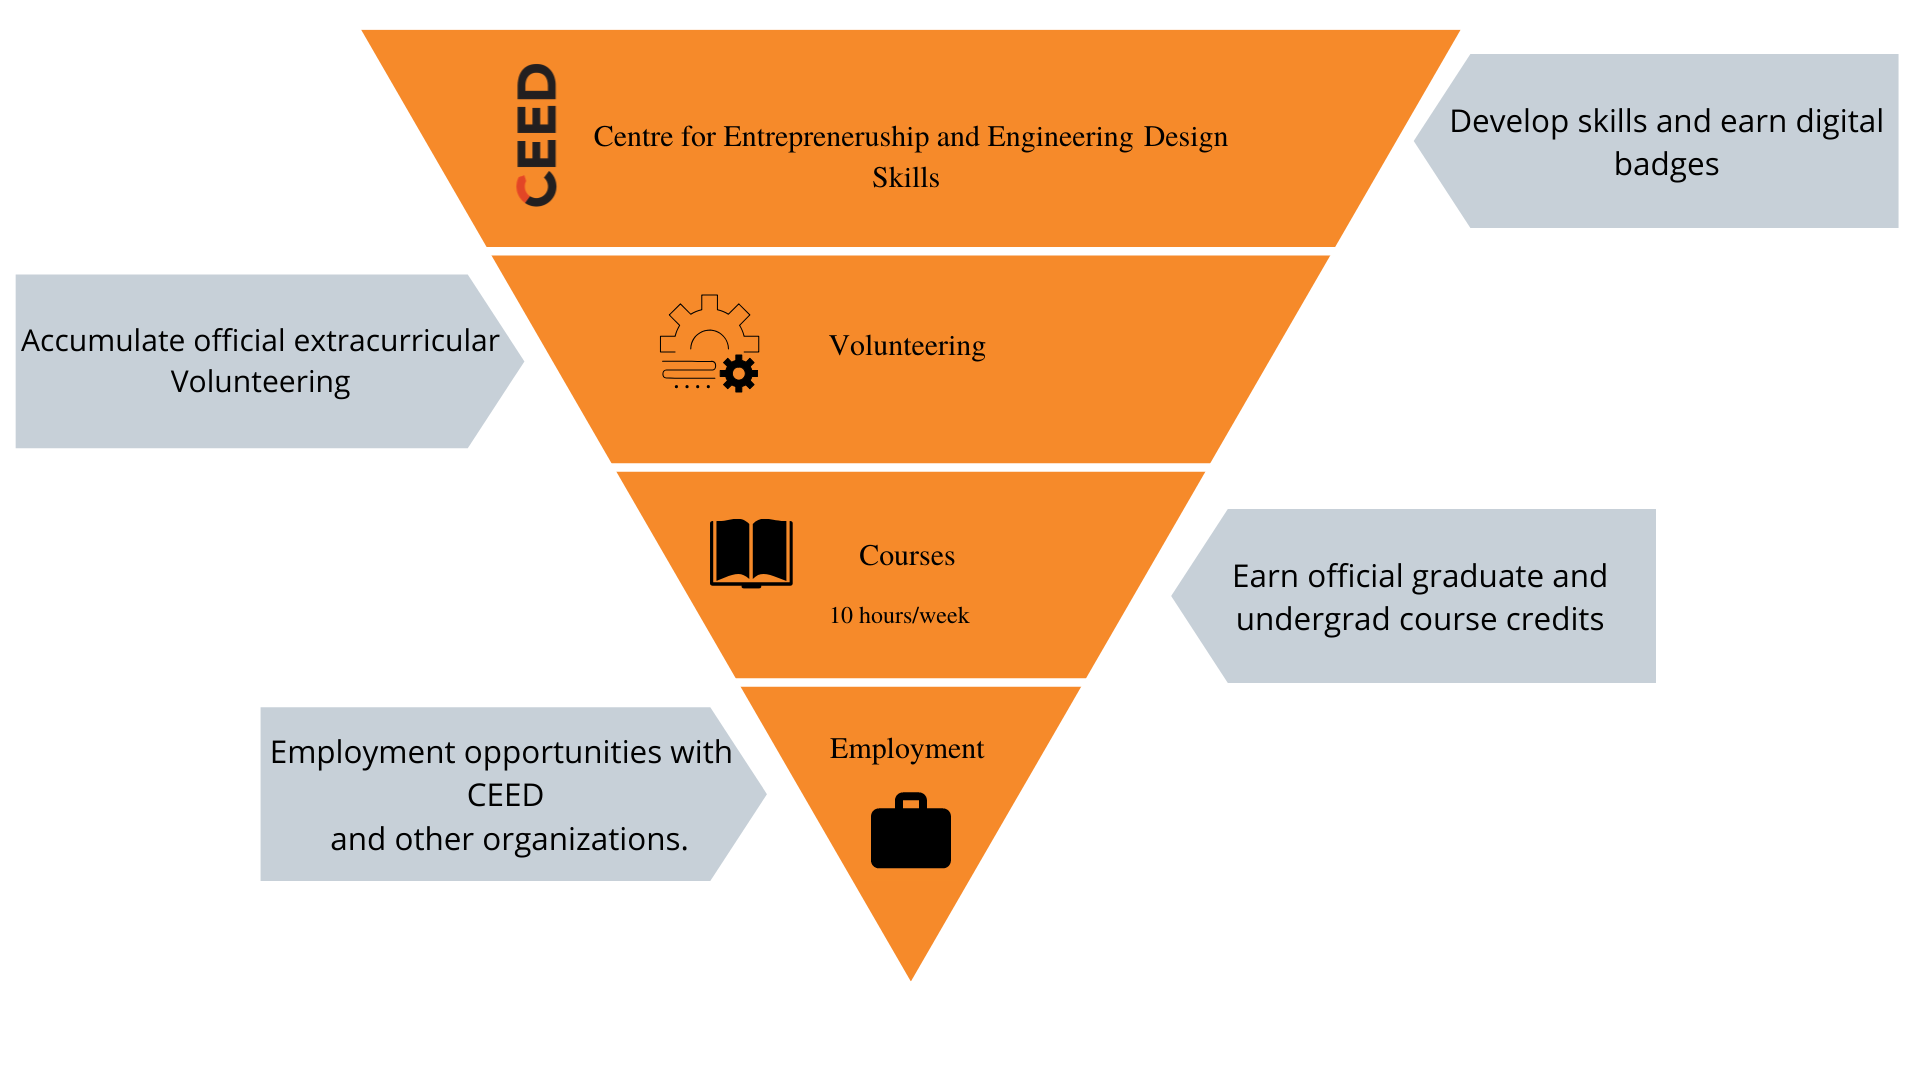 CEED
Centre for Entrepreneruship and Engineering Design
Skills
Develop skills and earn digital
badges
Accumulate official extracurricular
Volunteering
Volunteering
Courses
10 hours/week
Earn official graduate and
undergrad course credits
Employment opportunities with
CEED
and other organizations.
Employment